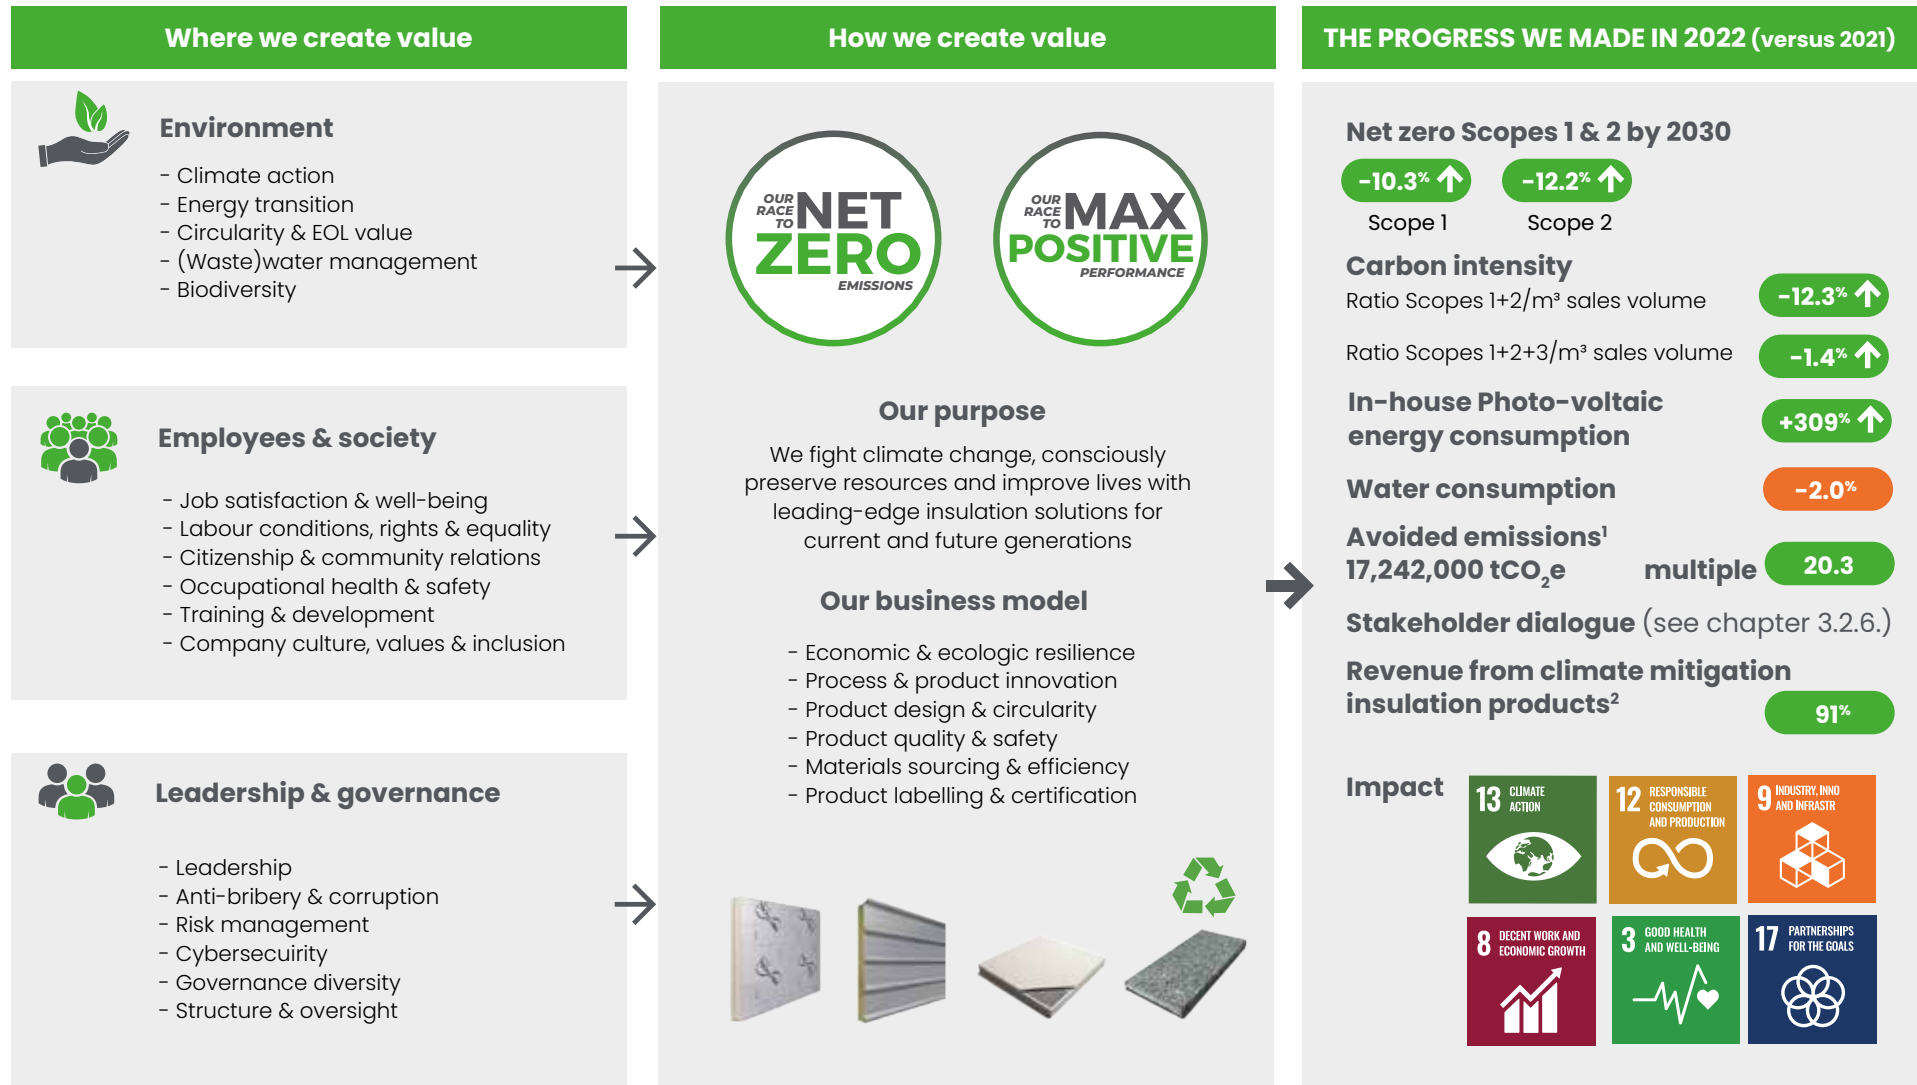 Where we create value
Environment
- Climate action
- Energy transition
- Circularity & EOL value
- (Waste)water management
- Biodiversity
Employees & society
- Job satisfaction & well-being
- Labour conditions, rights & equality
- Citizenship & community relations
- Occupational health & safety
- Training & development
- Company culture, values & inclusion
Leadership & governance
- Leadership
- Anti-bribery & corruption
- Risk management
- Cybersecuirity
- Governance diversity
- Structure & oversight
How we create value
OUR RACE TO NET
ZERO
EMISSIONS
OUR RACE TO MAX
POSITIVE
PERFORMANCE
Our purpose
We fight climate change, consciously
preserve resources and improve lives with
leading-edge insulation solutions for
current and future generations
Our business model
- Economic & ecologic resilience
- Process & product innovation
- Product design & circularity
- Product quality & safety
- Materials sourcing & efficiency
- Product labelling & certification
THE PROGRESS WE MADE IN 2022 (versus 2021)
Net zero Scopes 1 & 2 by 2030
-10.3% -12.2%
Scope 1 Scope 2
Carbon intensity
Ratio Scopes 1+2/m³ sales volume -12.3%
Ratio Scopes 1+2+3/m³ sales volume -1.4%
In-house Photo-voltaic
energy consumption +309%
Water consumption -2.0%
Avoided emissions¹
17,242,000 tCO₂e multiple 20.3
Stakeholder dialogue (see chapter 3.2.6.)
Revenue from climate mitigation
insulation products² 91%
Impact
13 CLIMATE
ACTION
12 RESPONSIBLE
CONSUMPTION
AND PRODUCTION
9 INDUSTRY, INNO
AND INFRASTR
8 DECENT WORK AND
ECONOMIC GROWTH
3 GOOD HEALTH
AND WELL-BEING
17 PARTNERSHIPS
FOR THE GOALS